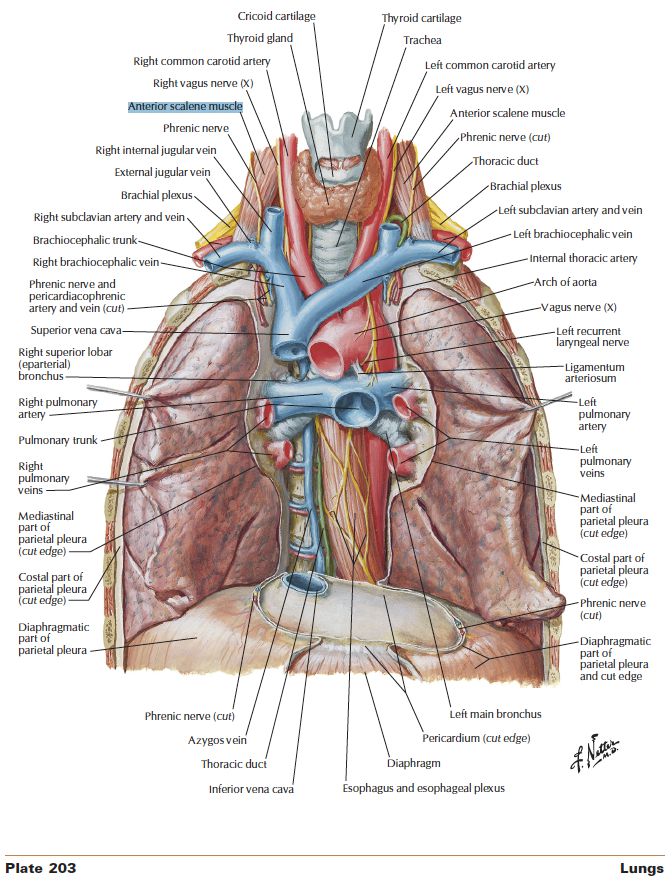 Cricoid cartilage
Thyroid gland
Right common carotid artery
Right vagus nerve (X)
Anterior scalene muscle
Phrenic nerve
Right internal jugular vein
External jugular vein
Brachial plexus
Right subclavian artery and vein
Brachiocephalic trunk
Right brachiocephalic vein
Phrenic nerve and
pericardiacophrenic
artery and vein (cut)
Superior vena cava
Right superior lobar
(eparterial)
bronchus
Right pulmonary
artery
Pulmonary trunk
Right
pulmonary
veins
Mediastinal
part of
parietal pleura
(cut edge)
Costal part of
parietal pleura
(cut edge)
Diaphragmatic
part of
parietal pleura
Thyroid cartilage
Trachea
Left common carotid artery
Left vagus nerve (X)
Anterior scalene muscle
Phrenic nerve (cut)
Thoracic duct
Brachial plexus
Left subclavian artery and vein
Left brachiocephalic vein
Internal thoracic artery
Arch of aorta
Vagus nerve (X)
Left recurrent
laryngeal nerve
Ligamentum
arteriosum
Left
pulmonary
artery
Left
pulmonary
veins
Mediastinal
part of
parietal pleura
(cut edge)
Costal part of
parietal pleura
(cut edge)
Phrenic nerve
(cut)
Diaphragmatic
part of
parietal pleura
and cut edge
Phrenic nerve (cut)
Azygos vein
Thoracic duct
Inferior vena cava
Left main bronchus
Pericardium (cut edge)
Diaphragm
Esophagus and esophageal plexus
F. Netter
M.D.
Plate 203
Lungs